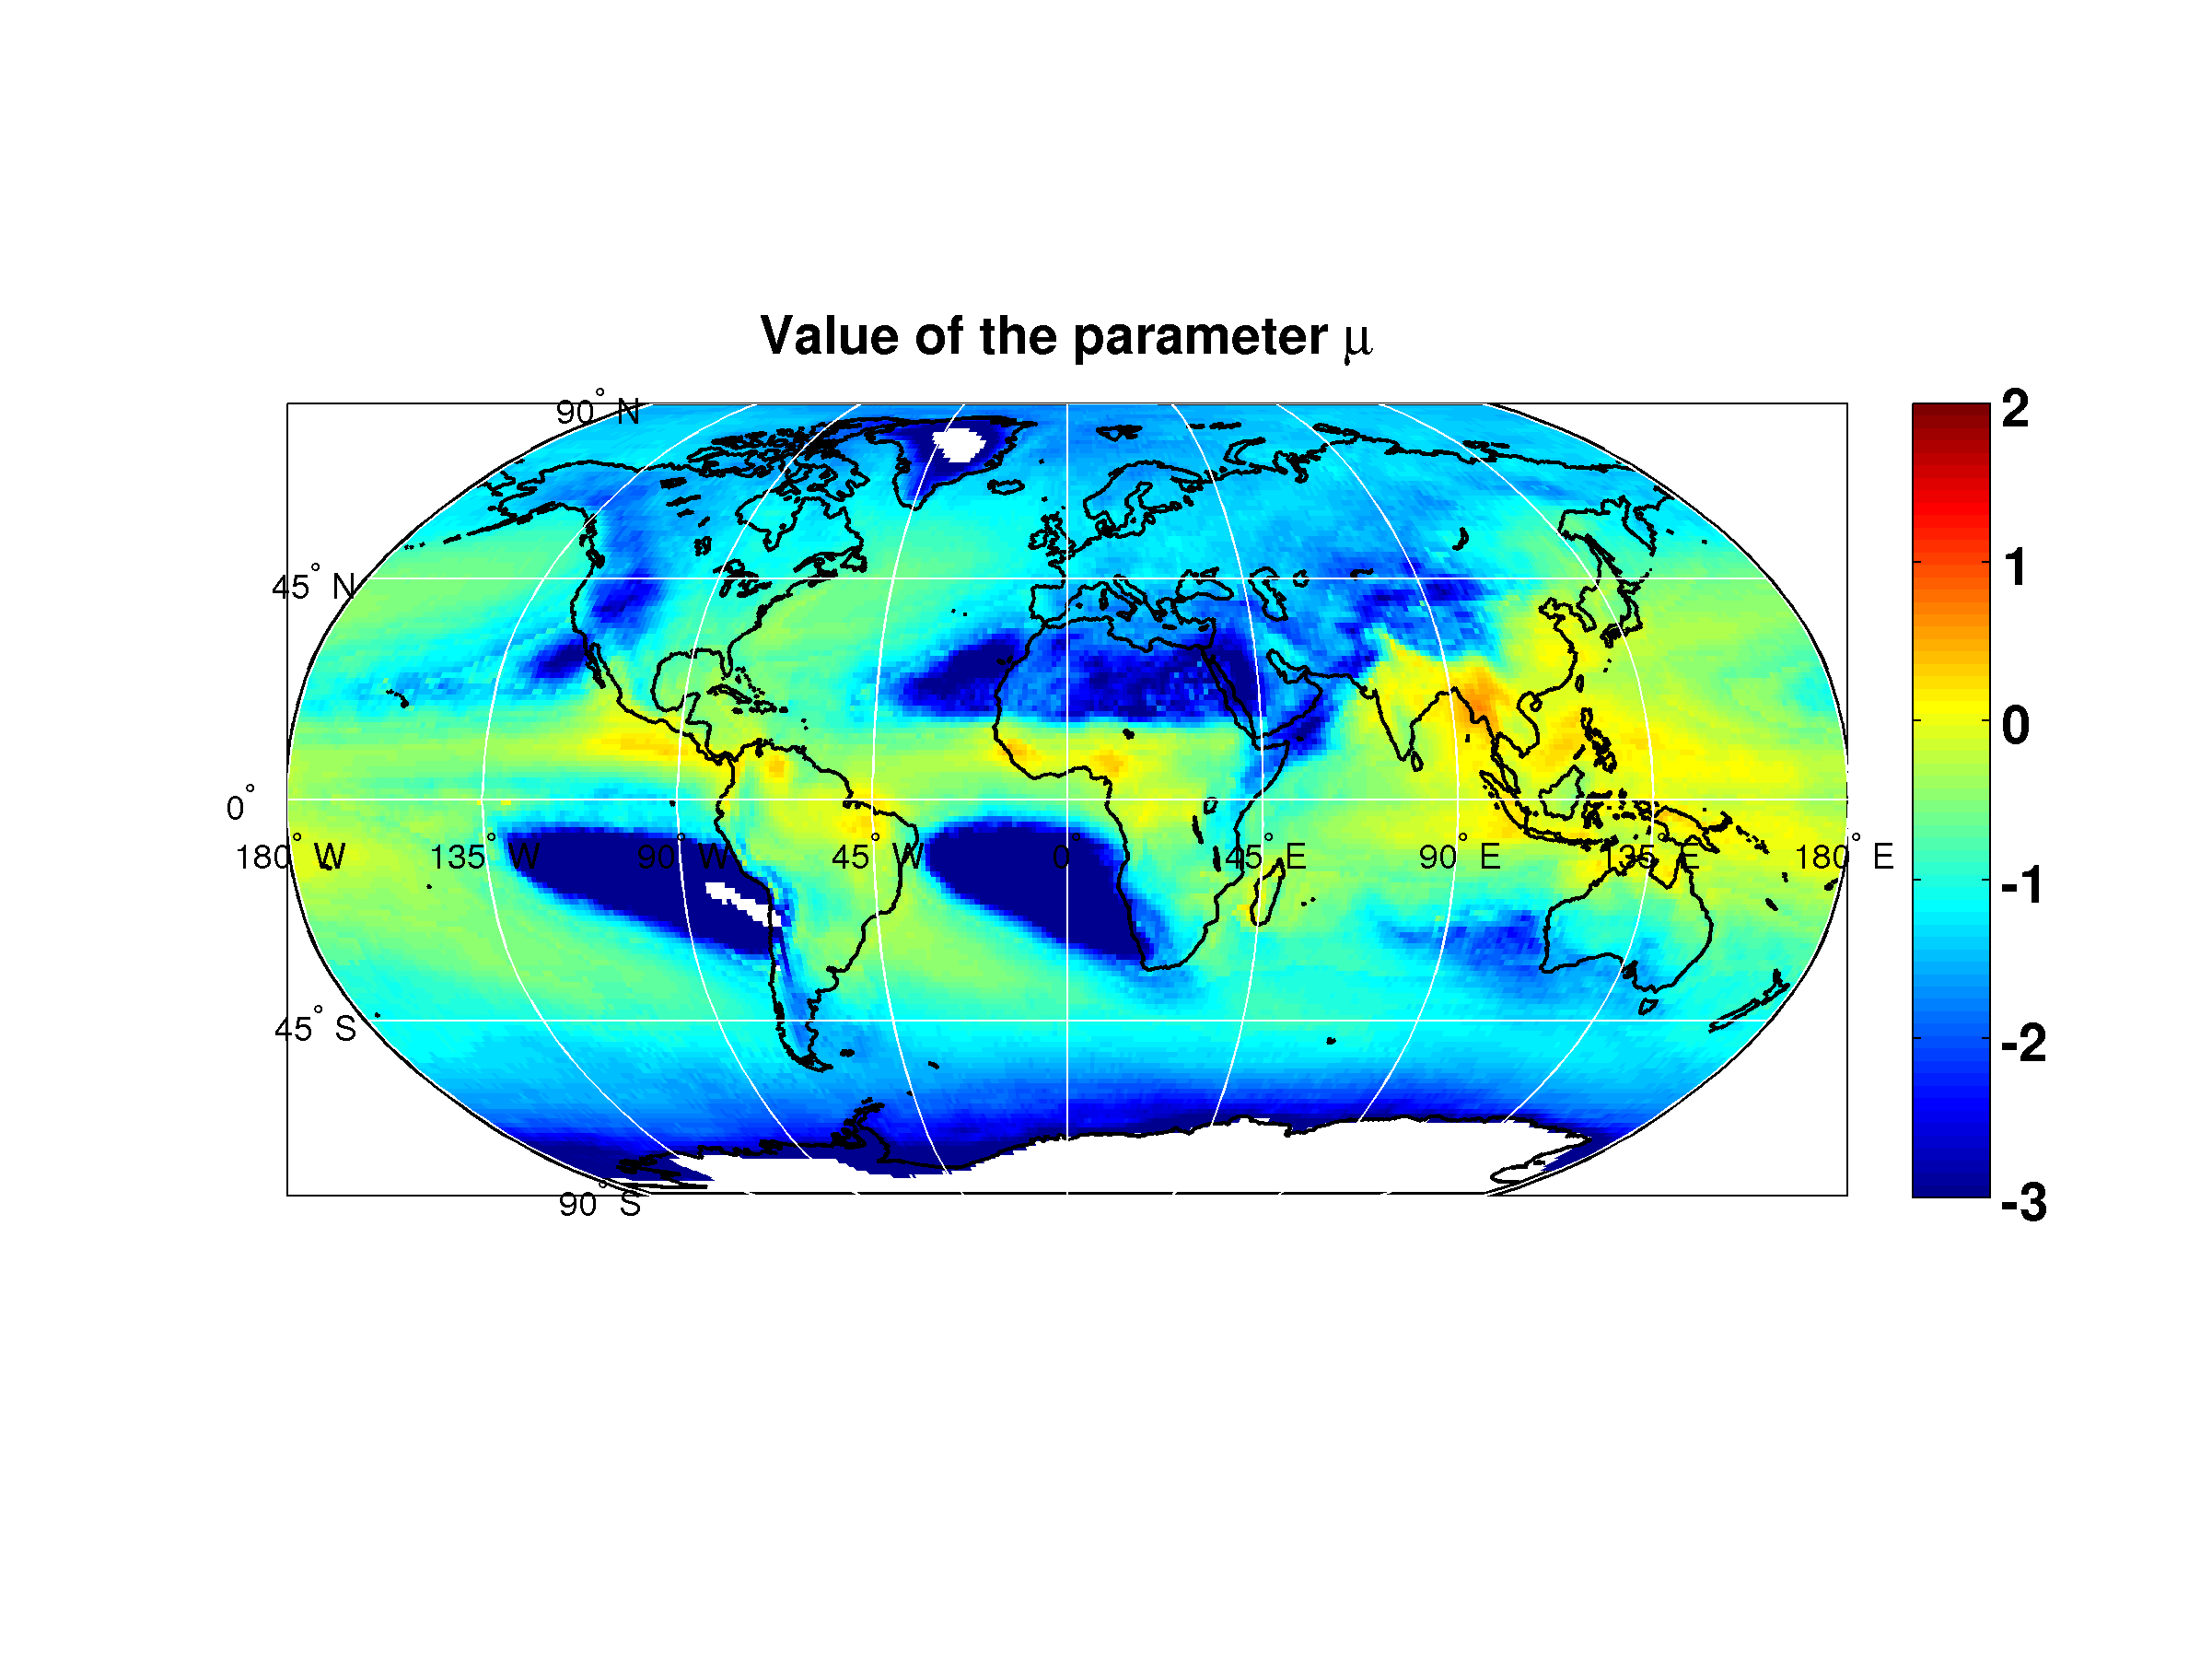 Value of the parameter μ
90° N
45° N
0°
180° W 135° W 90° W 45° W 0° 45° E 90° E 135° E 180° E
45° S
90° S
2
1
0
-1
-2
-3